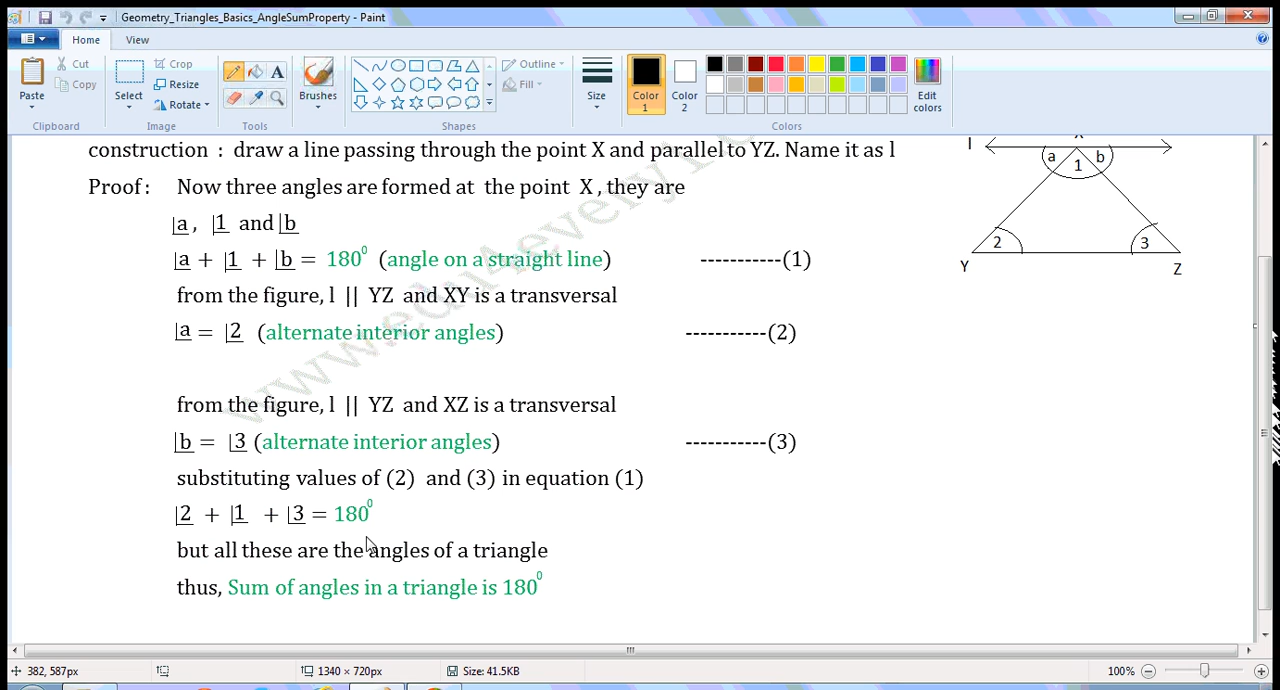 Geometry_Triangles_Basics_AngleSumProperty - Paint
Home View
Paste Cut Copy Select Crop Resize Rotate Brushes Outline Fill Size Color 1 Color 2 Edit colors
Clipboard Image Tools Shapes Colors
construction : draw a line passing through the point X and parallel to YZ. Name it as l
l a b 1
Proof : Now three angles are formed at the point X , they are
a , 1 and b
2 3
Y Z
a + 1 + b = 180⁰ (angle on a straight line) -----------(1)
from the figure, l || YZ and XY is a transversal
a = 2 (alternate interior angles) -----------(2)
from the figure, l || YZ and XZ is a transversal
b = 3 (alternate interior angles) -----------(3)
substituting values of (2) and (3) in equation (1)
2 + 1 + 3 = 180⁰
but all these are the angles of a triangle
thus, Sum of angles in a triangle is 180⁰
382, 587px 1340 × 720px Size: 41.5KB 100%